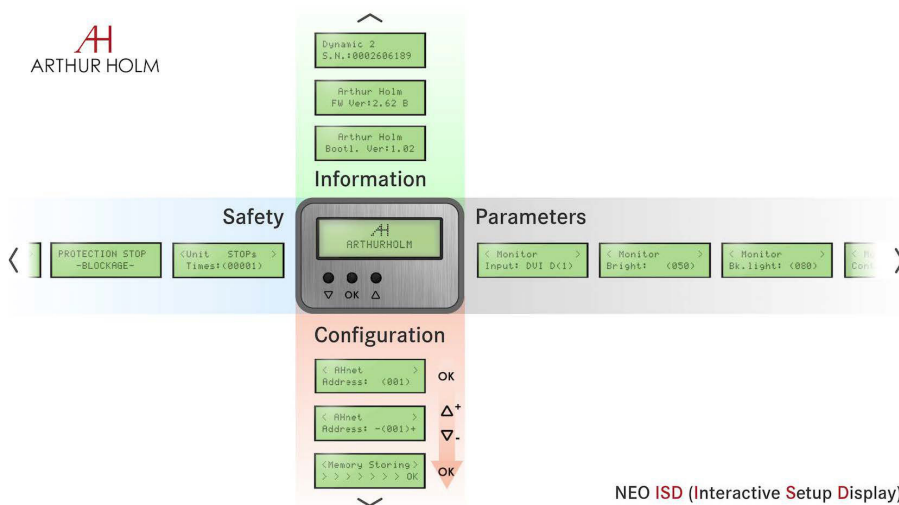 AH
ARTHUR HOLM
Dynamic 2
S.N.:0002606189
Arthur Holm
FW Ver:2.62 B
Arthur Holm
Bootl. Ver:1.02
Information
Safety
Parameters
AH
ARTHURHOLM
OK
PROTECTION STOP
-BLOCKAGE-
<Unit STOPs >
Times:(00001)
< Monitor >
Input: DVI D(1)
< Monitor >
Bright: (050)
< Monitor >
Bk.light: (080)
Configuration
< AHnet >
Address: (001)
OK
< AHnet >
Address: -(001)+
+
-
<Memory Storing>
> > > > > > > OK
OK
NEO ISD (Interactive Setup Display)